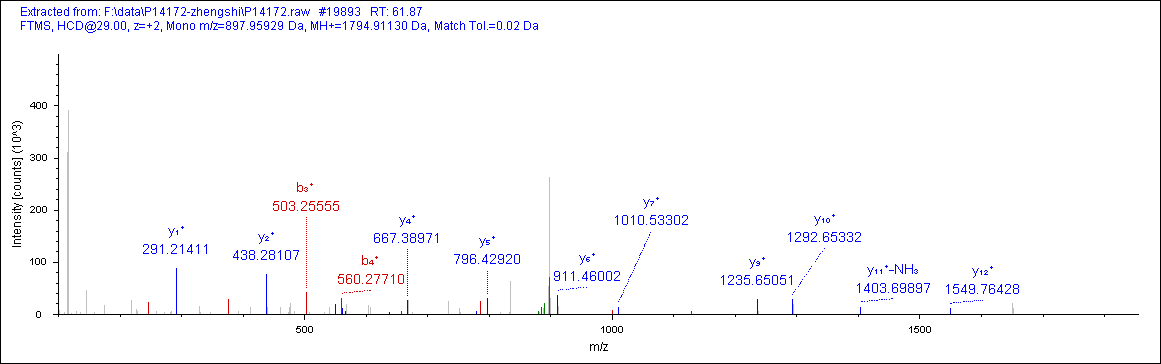 Extracted from: F:\data\P14172-zhengshi\P14172.raw #19893 RT: 61.87
FTMS, HCD@29.00, z=+2, Mono m/z=897.95929 Da, MH+=1794.91130 Da, Match Tol.=0.02 Da
Intensity [counts] (10^3)
400
300
200
100
0
y₁⁺
291.21411
y₂⁺
438.28107
b₃⁺
503.25555
b₄⁺
560.27710
y₄⁺
667.38971
y₅⁺
796.42920
y₆⁺
911.46002
y₇⁺
1010.53302
y₉⁺
1235.65051
y₁₀⁺
1292.65332
y₁₁⁺-NH₃
1403.69897
y₁₂⁺
1549.76428
500
1000
1500
m/z